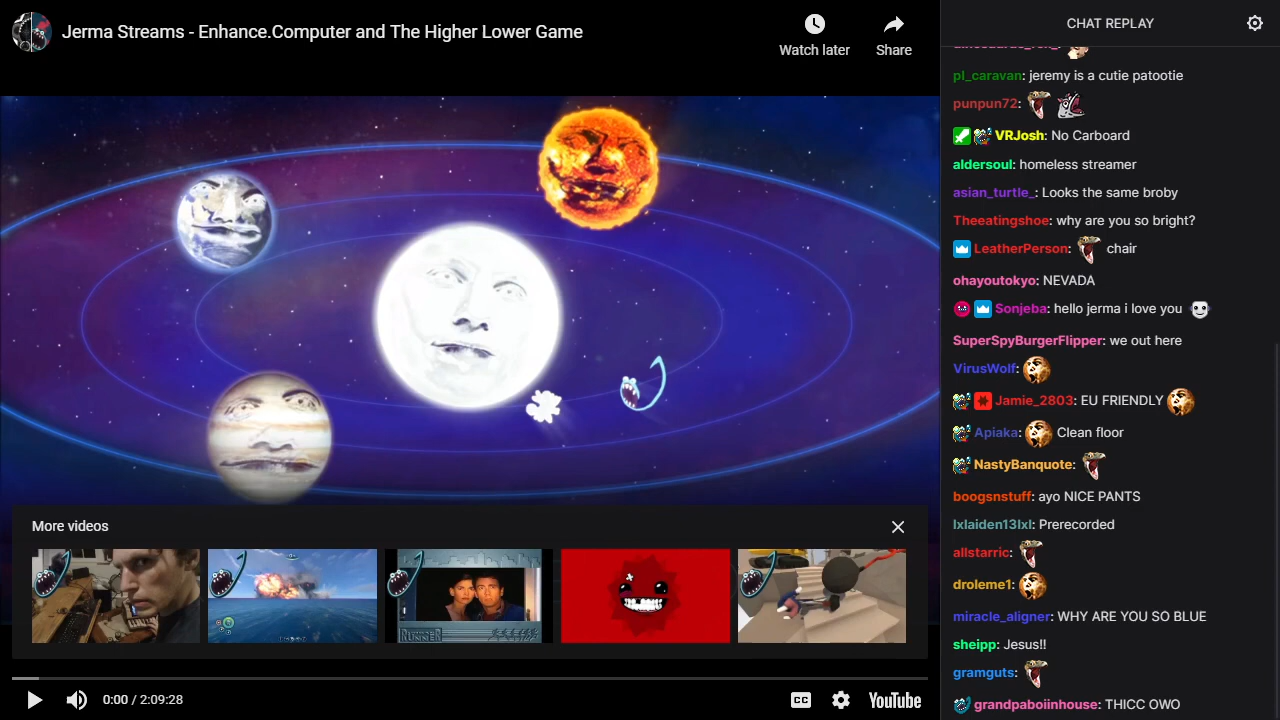 Jerma Streams - Enhance.Computer and The Higher Lower Game
Watch later
Share
More videos
0:00 / 2:09:28
CC
YouTube
CHAT REPLAY
pl_caravan: jeremy is a cutie patootie
punpun72:
VRJosh: No Carboard
aldersoul: homeless streamer
asian_turtle_: Looks the same broby
Theeatingshoe: why are you so bright?
LeatherPerson: chair
ohayoutokyo: NEVADA
Sonjeba: hello jerma i love you
SuperSpyBurgerFlipper: we out here
VirusWolf:
Jamie_2803: EU FRIENDLY
Apiaka: Clean floor
NastyBanquote:
boogsnstuff: ayo NICE PANTS
lxlaiden13lxl: Prerecorded
allstarric:
droleme1:
miracle_aligner: WHY ARE YOU SO BLUE
sheipp: Jesus!!
gramguts:
grandpaboiinhouse: THICC OWO